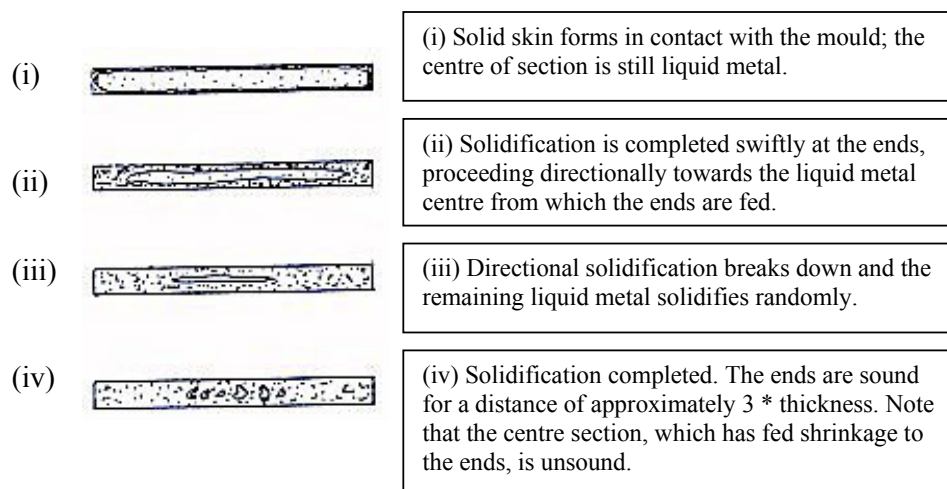 (i)
(i) Solid skin forms in contact with the mould; the
centre of section is still liquid metal.
(ii)
(ii) Solidification is completed swiftly at the ends,
proceeding directionally towards the liquid metal
centre from which the ends are fed.
(iii)
(iii) Directional solidification breaks down and the
remaining liquid metal solidifies randomly.
(iv)
(iv) Solidification completed. The ends are sound
for a distance of approximately 3 * thickness. Note
that the centre section, which has fed shrinkage to
the ends, is unsound.